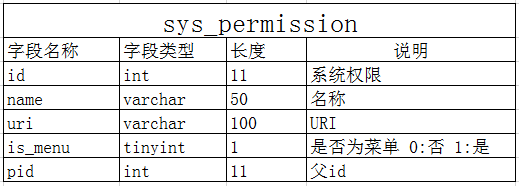 sys_permission
字段名称 字段类型 长度 说明
id int 11 系统权限
name varchar 50 名称
uri varchar 100 URI
is_menu tinyint 1 是否为菜单 0:否 1:是
pid int 11 父id